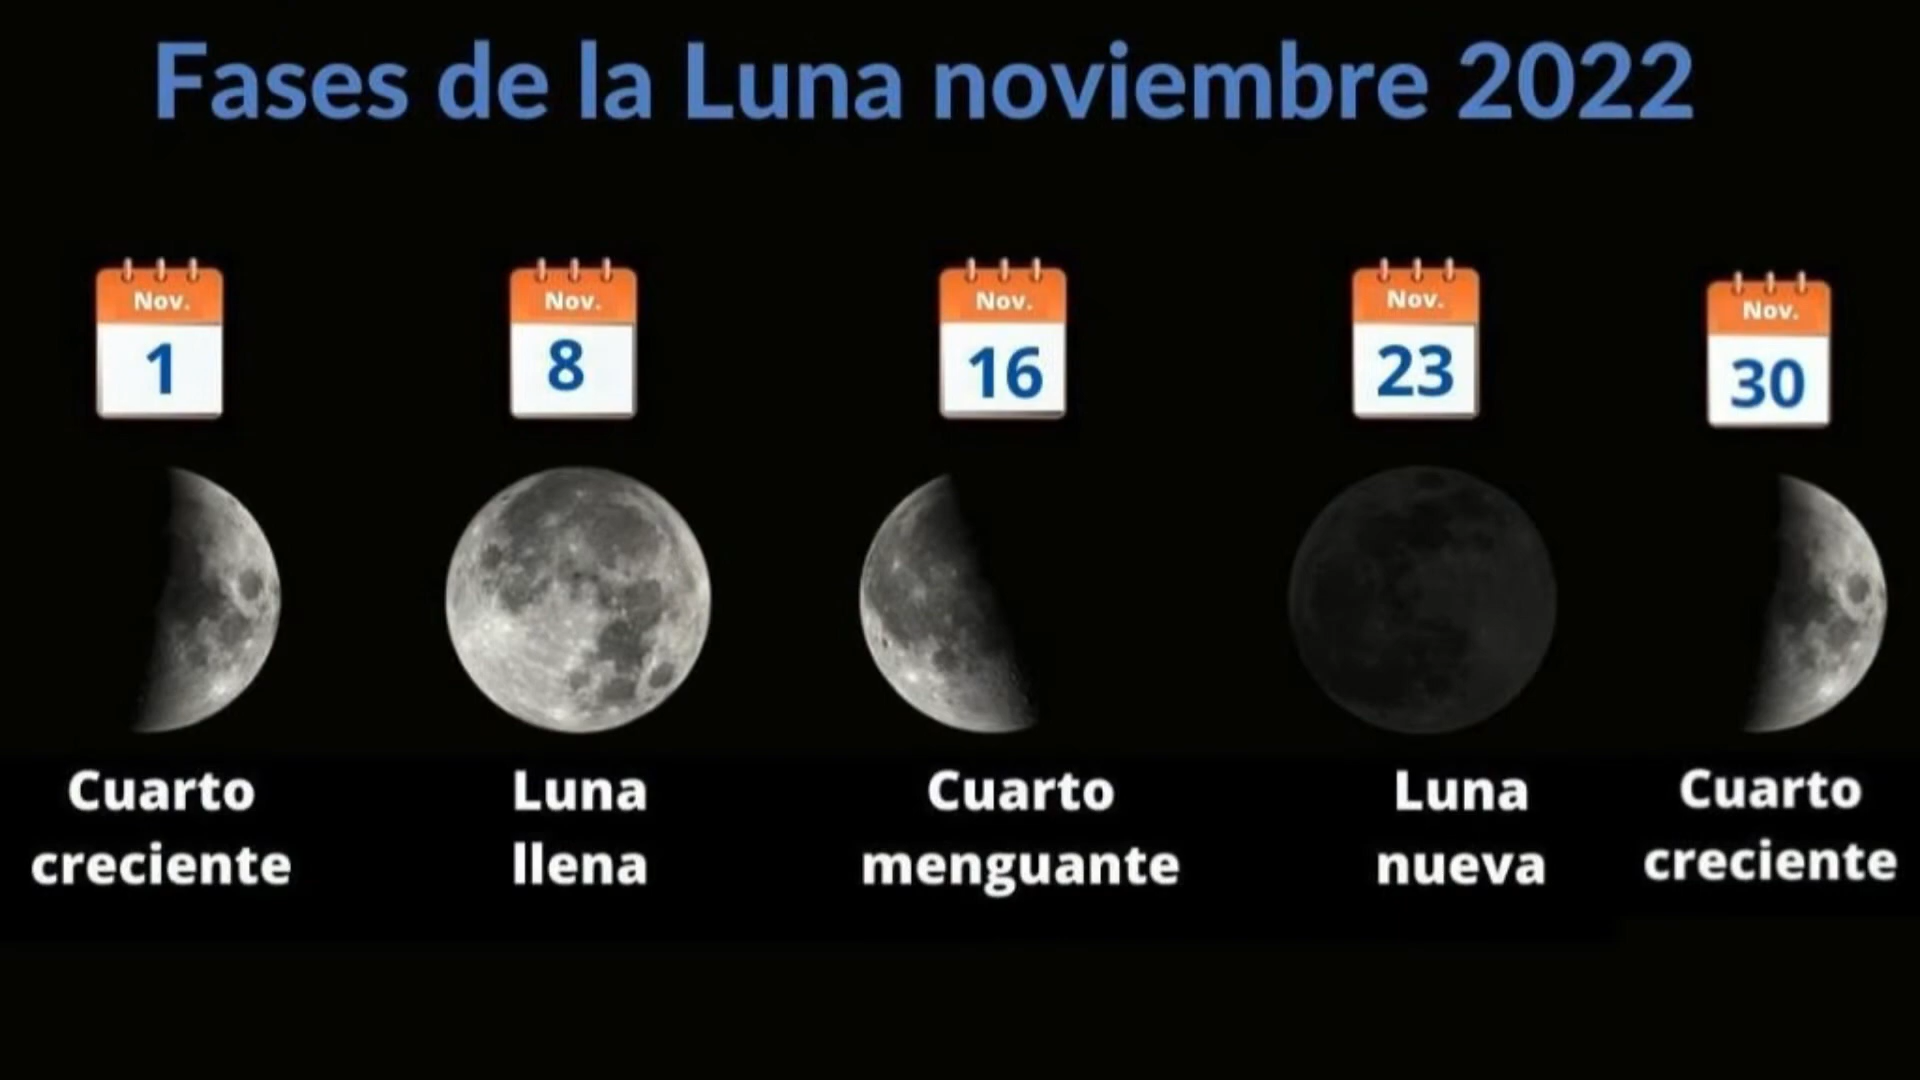 Fases de la Luna noviembre 2022
Nov.
1
Nov.
8
Nov.
16
Nov.
23
Nov.
30
Cuarto
creciente
Luna
llena
Cuarto
menguante
Luna
nueva
Cuarto
creciente